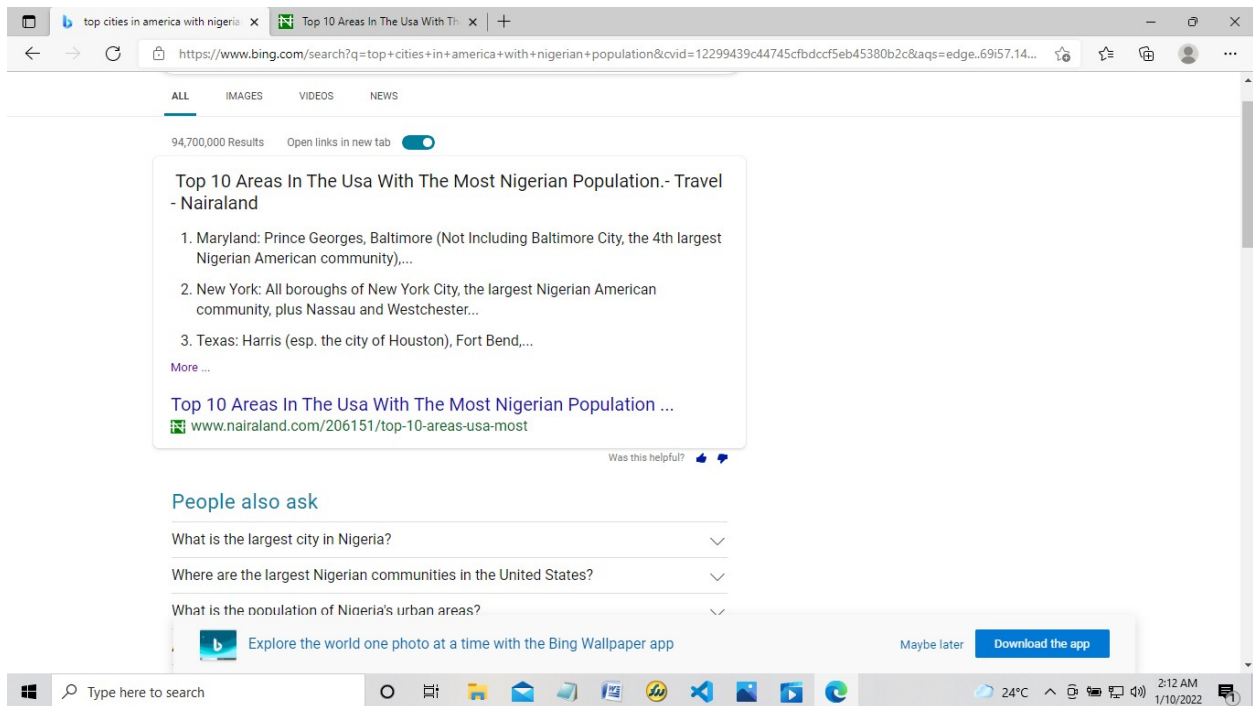 top cities in america with nigeria
Top 10 Areas In The Usa With Th
https://www.bing.com/search?q=top+cities+in+america+with+nigerian+population&cvid=12299439c44745cfbdccf5eb45380b2c&aqs=edge..69i57.14...
ALL IMAGES VIDEOS NEWS
94,700,000 Results Open links in new tab
Top 10 Areas In The Usa With The Most Nigerian Population.- Travel
- Nairaland
1. Maryland: Prince Georges, Baltimore (Not Including Baltimore City, the 4th largest
Nigerian American community),...
2. New York: All boroughs of New York City, the largest Nigerian American
community, plus Nassau and Westchester...
3. Texas: Harris (esp. the city of Houston), Fort Bend,...
More ...
Top 10 Areas In The Usa With The Most Nigerian Population ...
www.nairaland.com/206151/top-10-areas-usa-most
Was this helpful?
People also ask
What is the largest city in Nigeria?
Where are the largest Nigerian communities in the United States?
What is the population of Nigeria's urban areas?
Explore the world one photo at a time with the Bing Wallpaper app
Maybe later Download the app
Type here to search
24°C
2:12 AM
1/10/2022
1